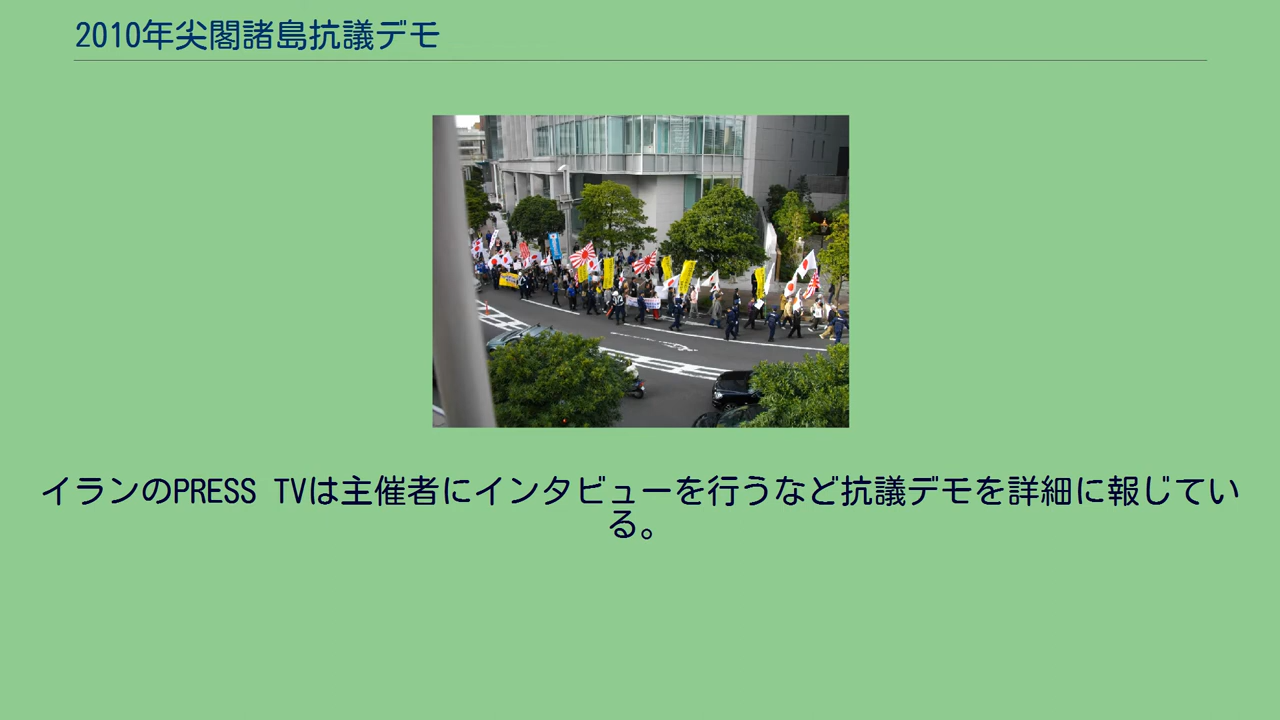 2010年尖閣諸島抗議デモ
イランのPRESS TVは主催者にインタビューを行うなど抗議デモを詳細に報じてい
る。